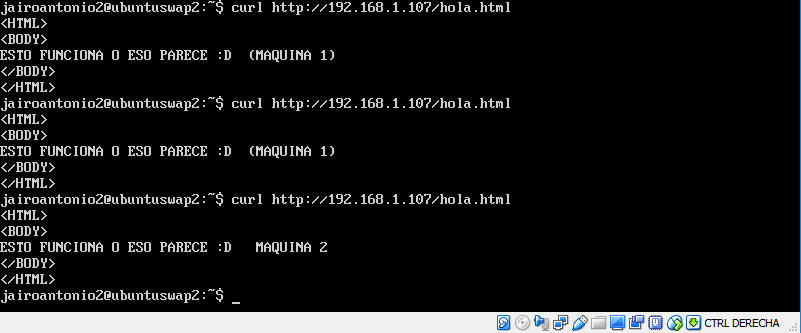 jairoantonio2@ubuntuswap2:~$ curl http://192.168.1.107/hola.html
<HTML>
<BODY>
ESTO FUNCIONA O ESO PARECE :D  (MAQUINA 1)
</BODY>
</HTML>
jairoantonio2@ubuntuswap2:~$ curl http://192.168.1.107/hola.html
<HTML>
<BODY>
ESTO FUNCIONA O ESO PARECE :D  (MAQUINA 1)
</BODY>
</HTML>
jairoantonio2@ubuntuswap2:~$ curl http://192.168.1.107/hola.html
<HTML>
<BODY>
ESTO FUNCIONA O ESO PARECE :D   MAQUINA 2
</BODY>
</HTML>
jairoantonio2@ubuntuswap2:~$ _
CTRL DERECHA